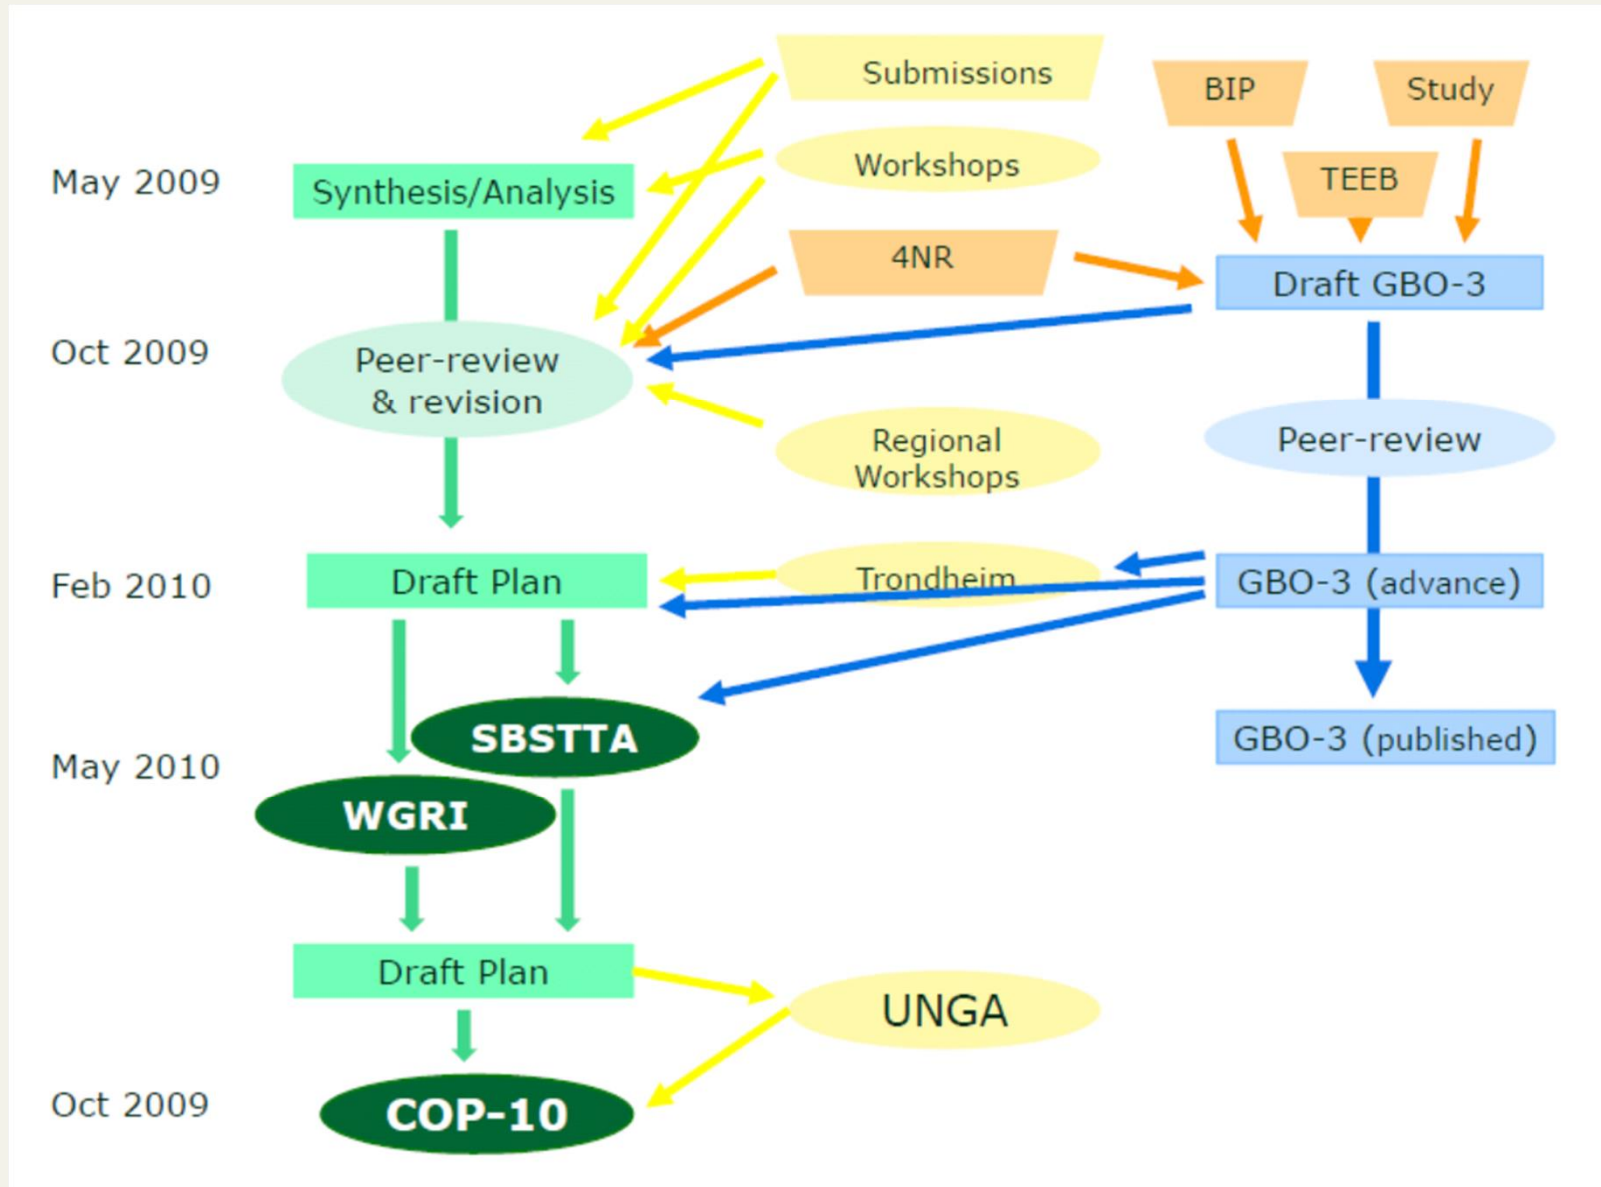 Submissions
BIP
Study
Workshops
TEEB
May 2009
Synthesis/Analysis
4NR
Draft GBO-3
Oct 2009
Peer-review
& revision
Regional
Workshops
Peer-review
Feb 2010
Draft Plan
Trondheim
GBO-3 (advance)
SBSTTA
GBO-3 (published)
May 2010
WGRI
Draft Plan
UNGA
Oct 2009
COP-10